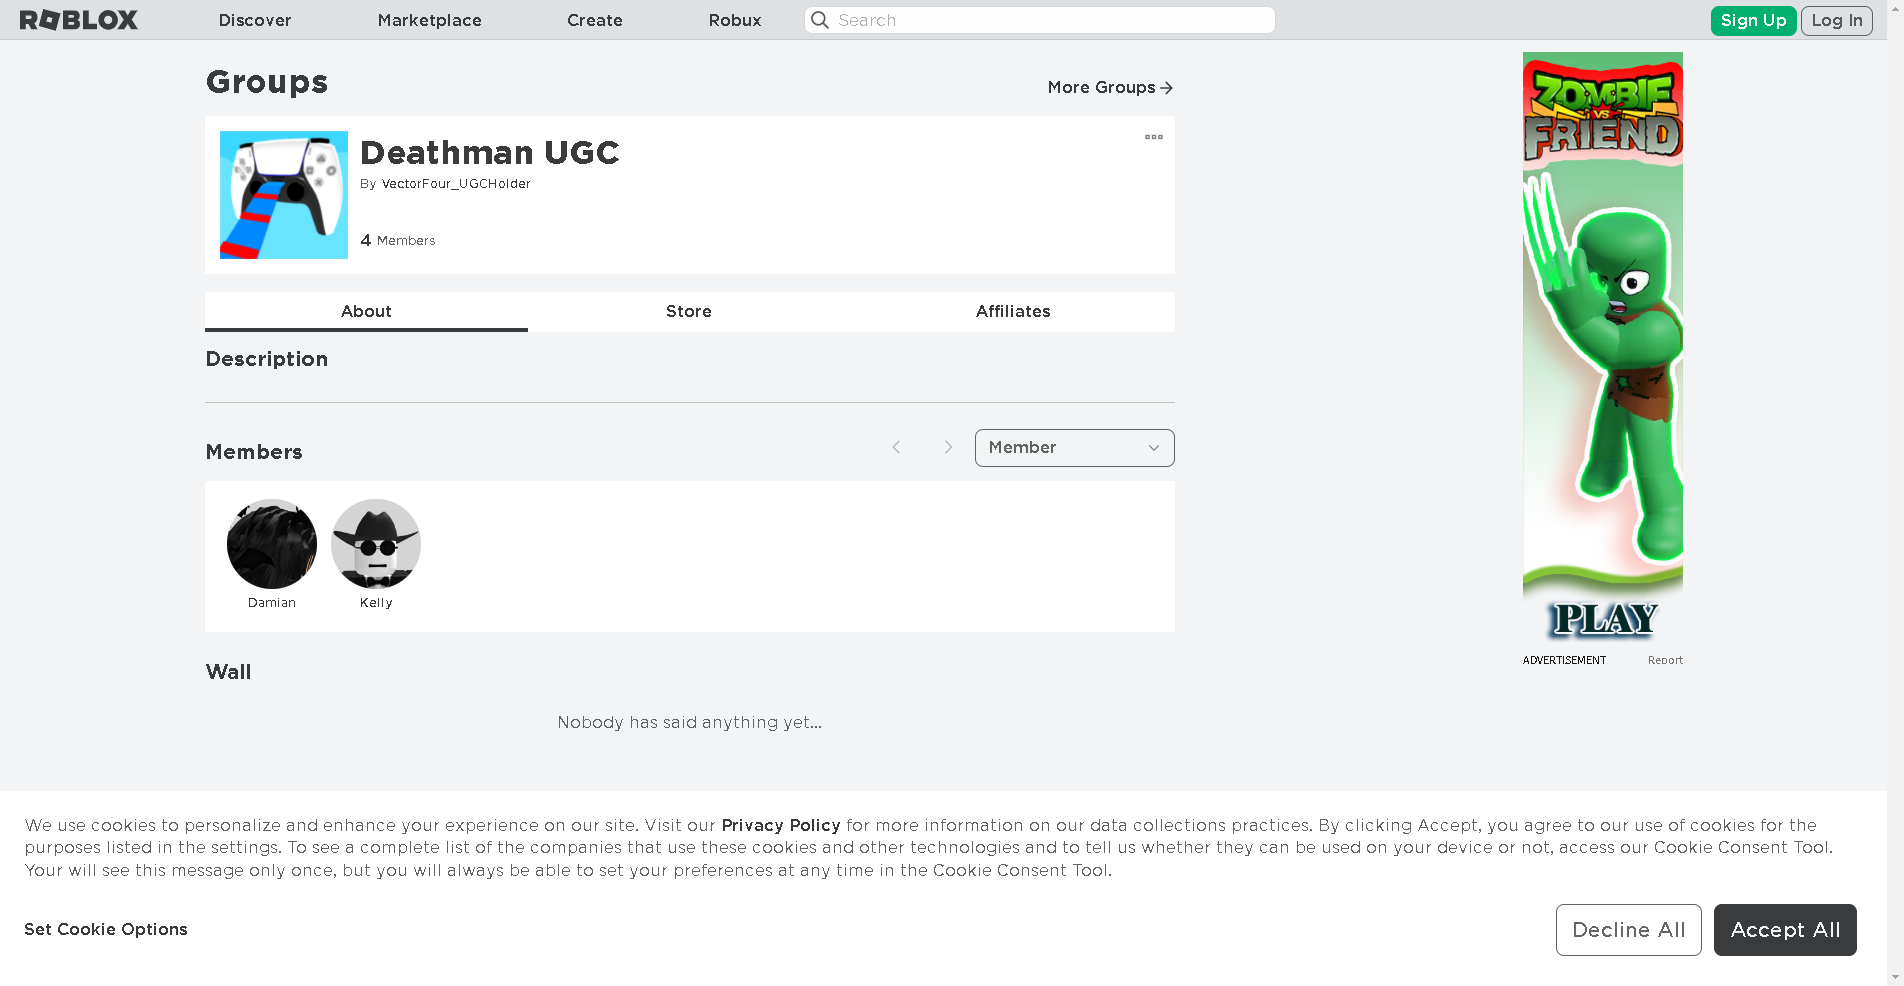 ROBLOX
Discover
Marketplace
Create
Robux
Search
Sign Up
Log In
Groups
More Groups
Deathman UGC
By VectorFour_UGCHolder
4 Members
About
Store
Affiliates
Description
Members
Member
Damian
Kelly
Wall
Nobody has said anything yet...
ZOMBIE
VS
FRIEND
PLAY
ADVERTISEMENT
Report
We use cookies to personalize and enhance your experience on our site. Visit our Privacy Policy for more information on our data collections practices. By clicking Accept, you agree to our use of cookies for the
purposes listed in the settings. To see a complete list of the companies that use these cookies and other technologies and to tell us whether they can be used on your device or not, access our Cookie Consent Tool.
Your will see this message only once, but you will always be able to set your preferences at any time in the Cookie Consent Tool.
Set Cookie Options
Decline All
Accept All